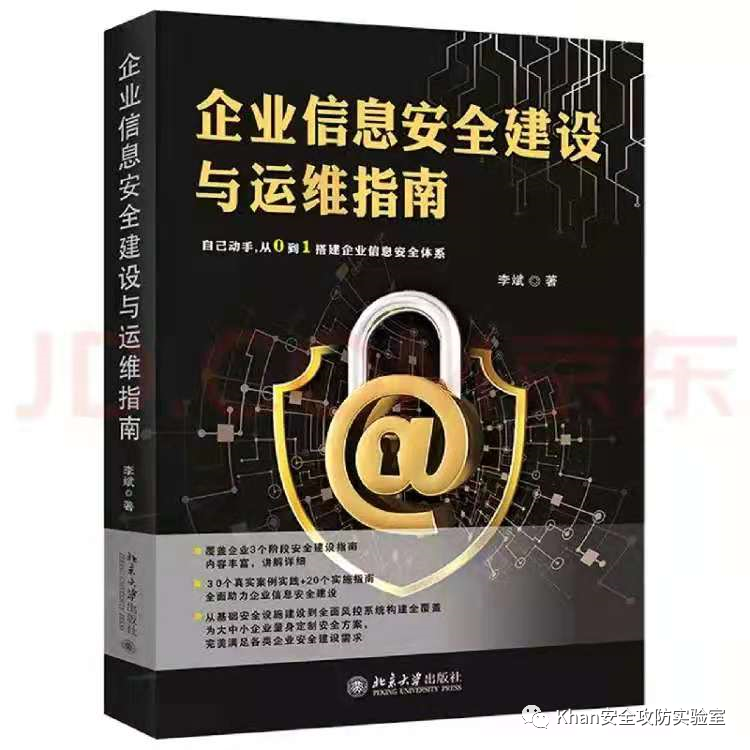 企业信息安全建设与运维指南
李斌◎著
北京大学出版社
PEKING UNIVERSITY PRESS
企业信息安全建设
与运维指南
自己动手,从0到1搭建企业信息安全体系
李斌◎著
JD.COM京东
覆盖企业3个阶段安全建设指南
内容丰富,讲解详细
30个真实案例实践+20个实施指南
全面助力企业信息安全建设
从基础安全设施建设到全面风控系统构建全覆盖
为大中小企业量身定制安全方案,
完美满足各类企业安全建设需求
北京大学出版社
PEKING UNIVERSITY PRESS
Khan安全攻防实验室